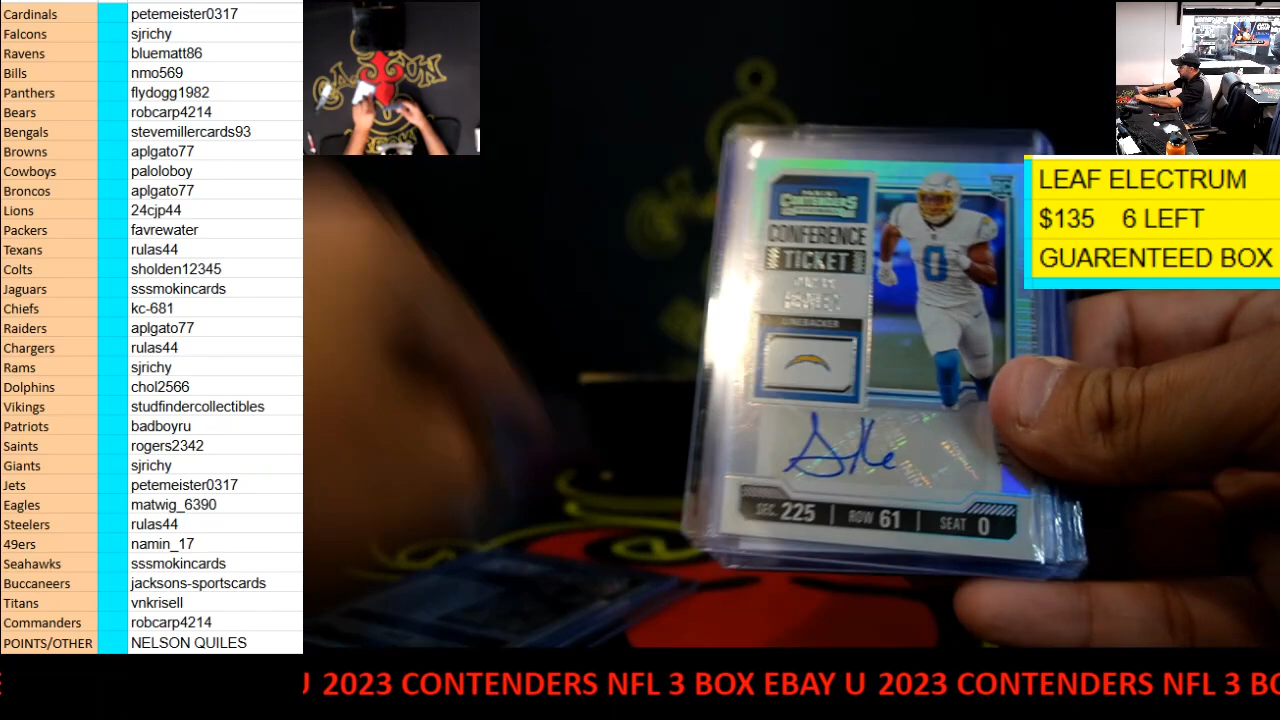 Cardinals petemeister0317
Falcons sjrichy
Ravens bluematt86
Bills nmo569
Panthers flydogg1982
Bears robcarp4214
Bengals stevemillercards93
Browns aplgato77
Cowboys paloloboy
Broncos aplgato77
Lions 24cjp44
Packers favrewater
Texans rulas44
Colts sholden12345
Jaguars sssmokincards
Chiefs kc-681
Raiders aplgato77
Chargers rulas44
Rams sjrichy
Dolphins chol2566
Vikings studfindercollectibles
Patriots badboyru
Saints rogers2342
Giants sjrichy
Jets petemeister0317
Eagles matwig_6390
Steelers rulas44
49ers namin_17
Seahawks sssmokincards
Buccaneers jacksons-sportscards
Titans vnkrisell
Commanders robcarp4214
POINTS/OTHER NELSON QUILES
CONTENDERS
CONFERENCE
TICKET
LINEBACKER
0
SEC. 225 | ROW 61 | SEAT 0
LEAF ELECTRUM
$135 6 LEFT
GUARENTEED BOX
U 2023 CONTENDERS NFL 3 BOX EBAY U 2023 CONTENDERS NFL 3 BO